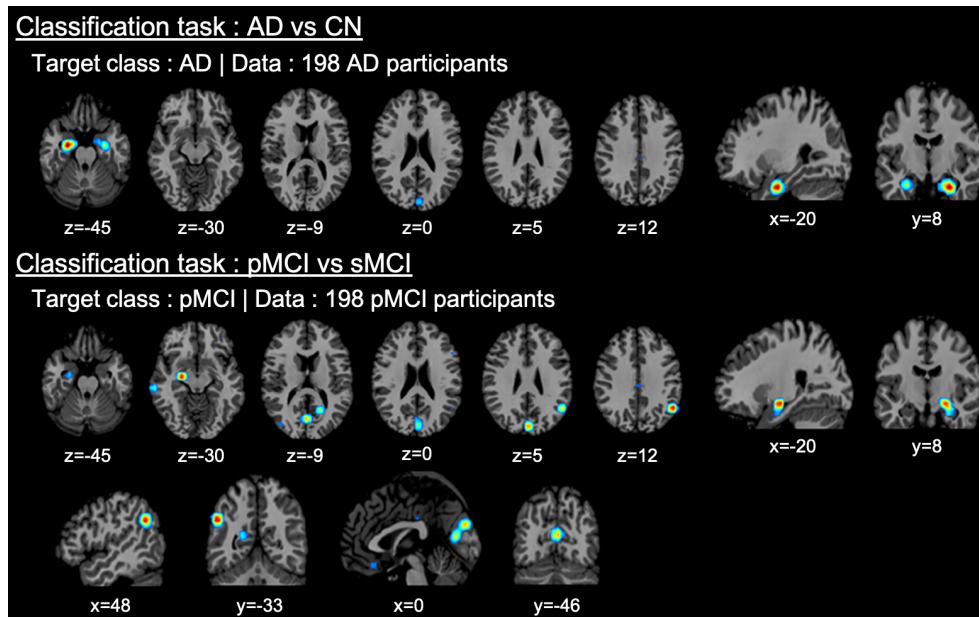 Classification task : AD vs CN
Target class : AD | Data : 198 AD participants
z=-45 z=-30 z=-9 z=0 z=5 z=12 x=-20 y=8
Classification task : pMCI vs sMCI
Target class : pMCI | Data : 198 pMCI participants
z=-45 z=-30 z=-9 z=0 z=5 z=12 x=-20 y=8
x=48 y=-33 x=0 y=-46